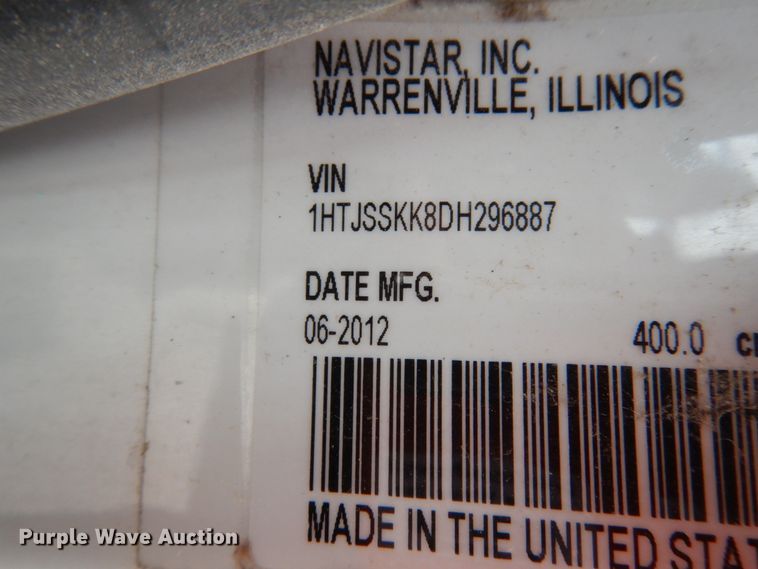 NAVISTAR, INC.
WARRENVILLE, ILLINOIS
VIN
1HTJSSKK8DH296887
DATE MFG.
06-2012 400.0
MADE IN THE UNITED STA
Purple Wave Auction